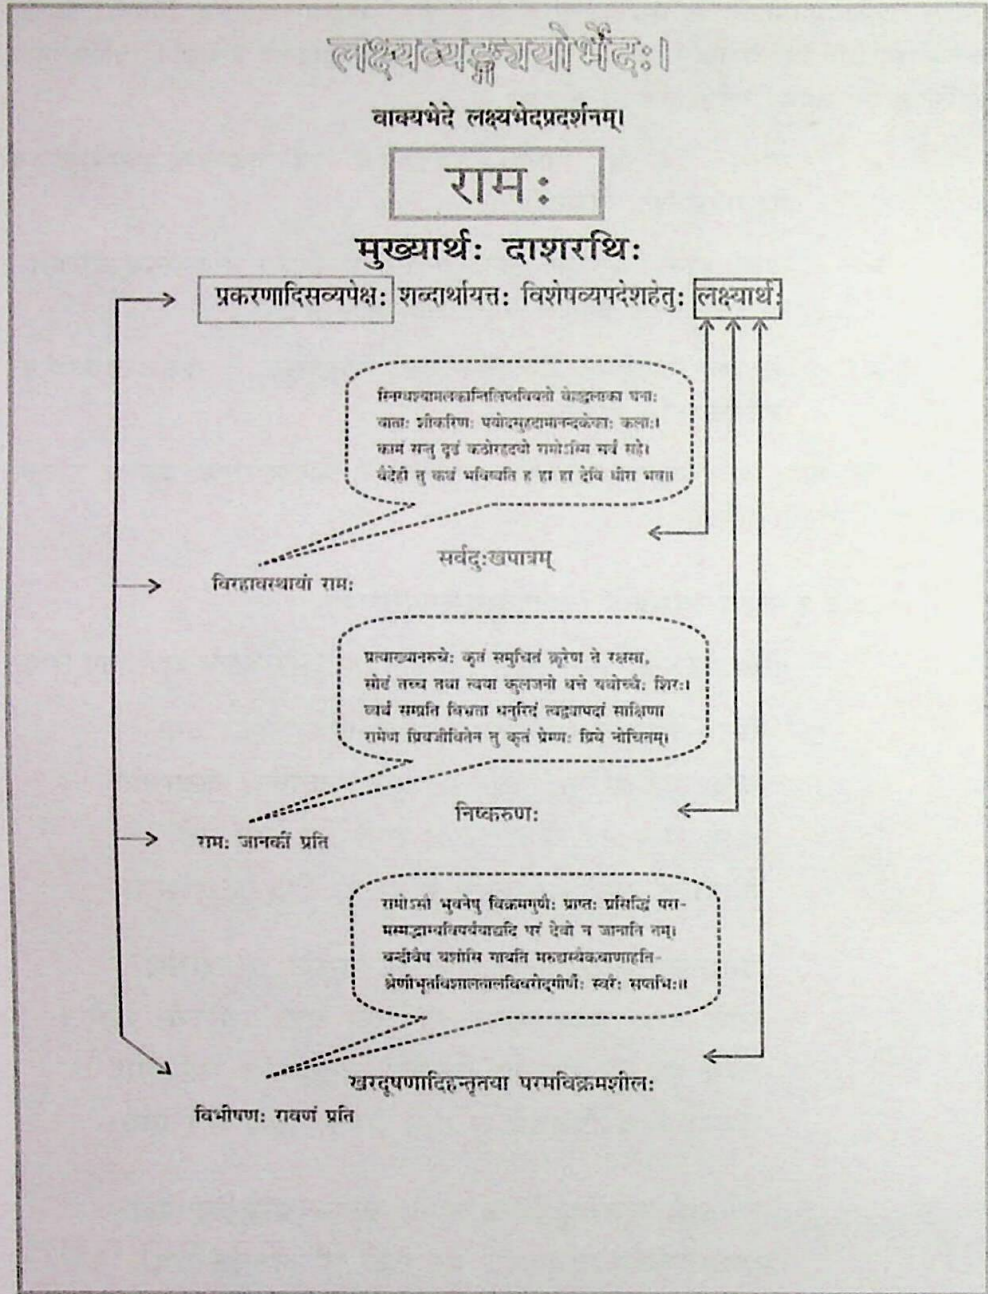 लक्ष्यव्यङ्ग्ययोर्भेदः।
वाक्यभेदे लक्ष्यभेदप्रदर्शनम्।
रामः
मुख्यार्थः दाशरथिः
प्रकरणादिसव्यपेक्षः शब्दार्थायत्तः विशेषव्यपदेशहेतुः लक्ष्यार्थः
स्निग्धश्यामलकान्तिलिप्तवियतो वेल्लद्बलाका घनाः
वाताः शीकरिणः पयोदसुहृदामानन्दकेकाः कलाः।
कामं सन्तु दृढं कठोरहृदयो रामोऽस्मि सर्वं सहे।
वैदेही तु कथं भविष्यति ह हा हा देवि धीरा भव॥
सर्वदुःखपात्रम्
विरहावस्थायां रामः
प्रत्याख्यानरुचेः कृतं समुचितं क्रूरेण ते रक्षसा,
सोढं तच्च तथा त्वया कुलजनो धत्ते यथोच्चैः शिरः।
व्यर्थं सम्प्रति बिभ्रता धनुरिदं त्वद्व्यापदां साक्षिणा
रामेण प्रियजीवितेन तु कृतं प्रेम्णः प्रिये नोचितम्।
निष्करुणः
रामः जानकीं प्रति
रामोऽसौ भुवनेषु विक्रमगुणैः प्राप्तः प्रसिद्धिं परा-
मस्मद्भाग्यविपर्ययाद्यदि परं देवो न जानाति तम्।
बन्दीवैष यशांसि गायति मरुद्यस्यैकबाणाहति-
श्रेणीभूतविशालतालविवरोद्गीर्णैः स्वरैः सप्तभिः॥
खरदूषणादिहन्तृतया परमविक्रमशीलः
विभीषणः रावणं प्रति